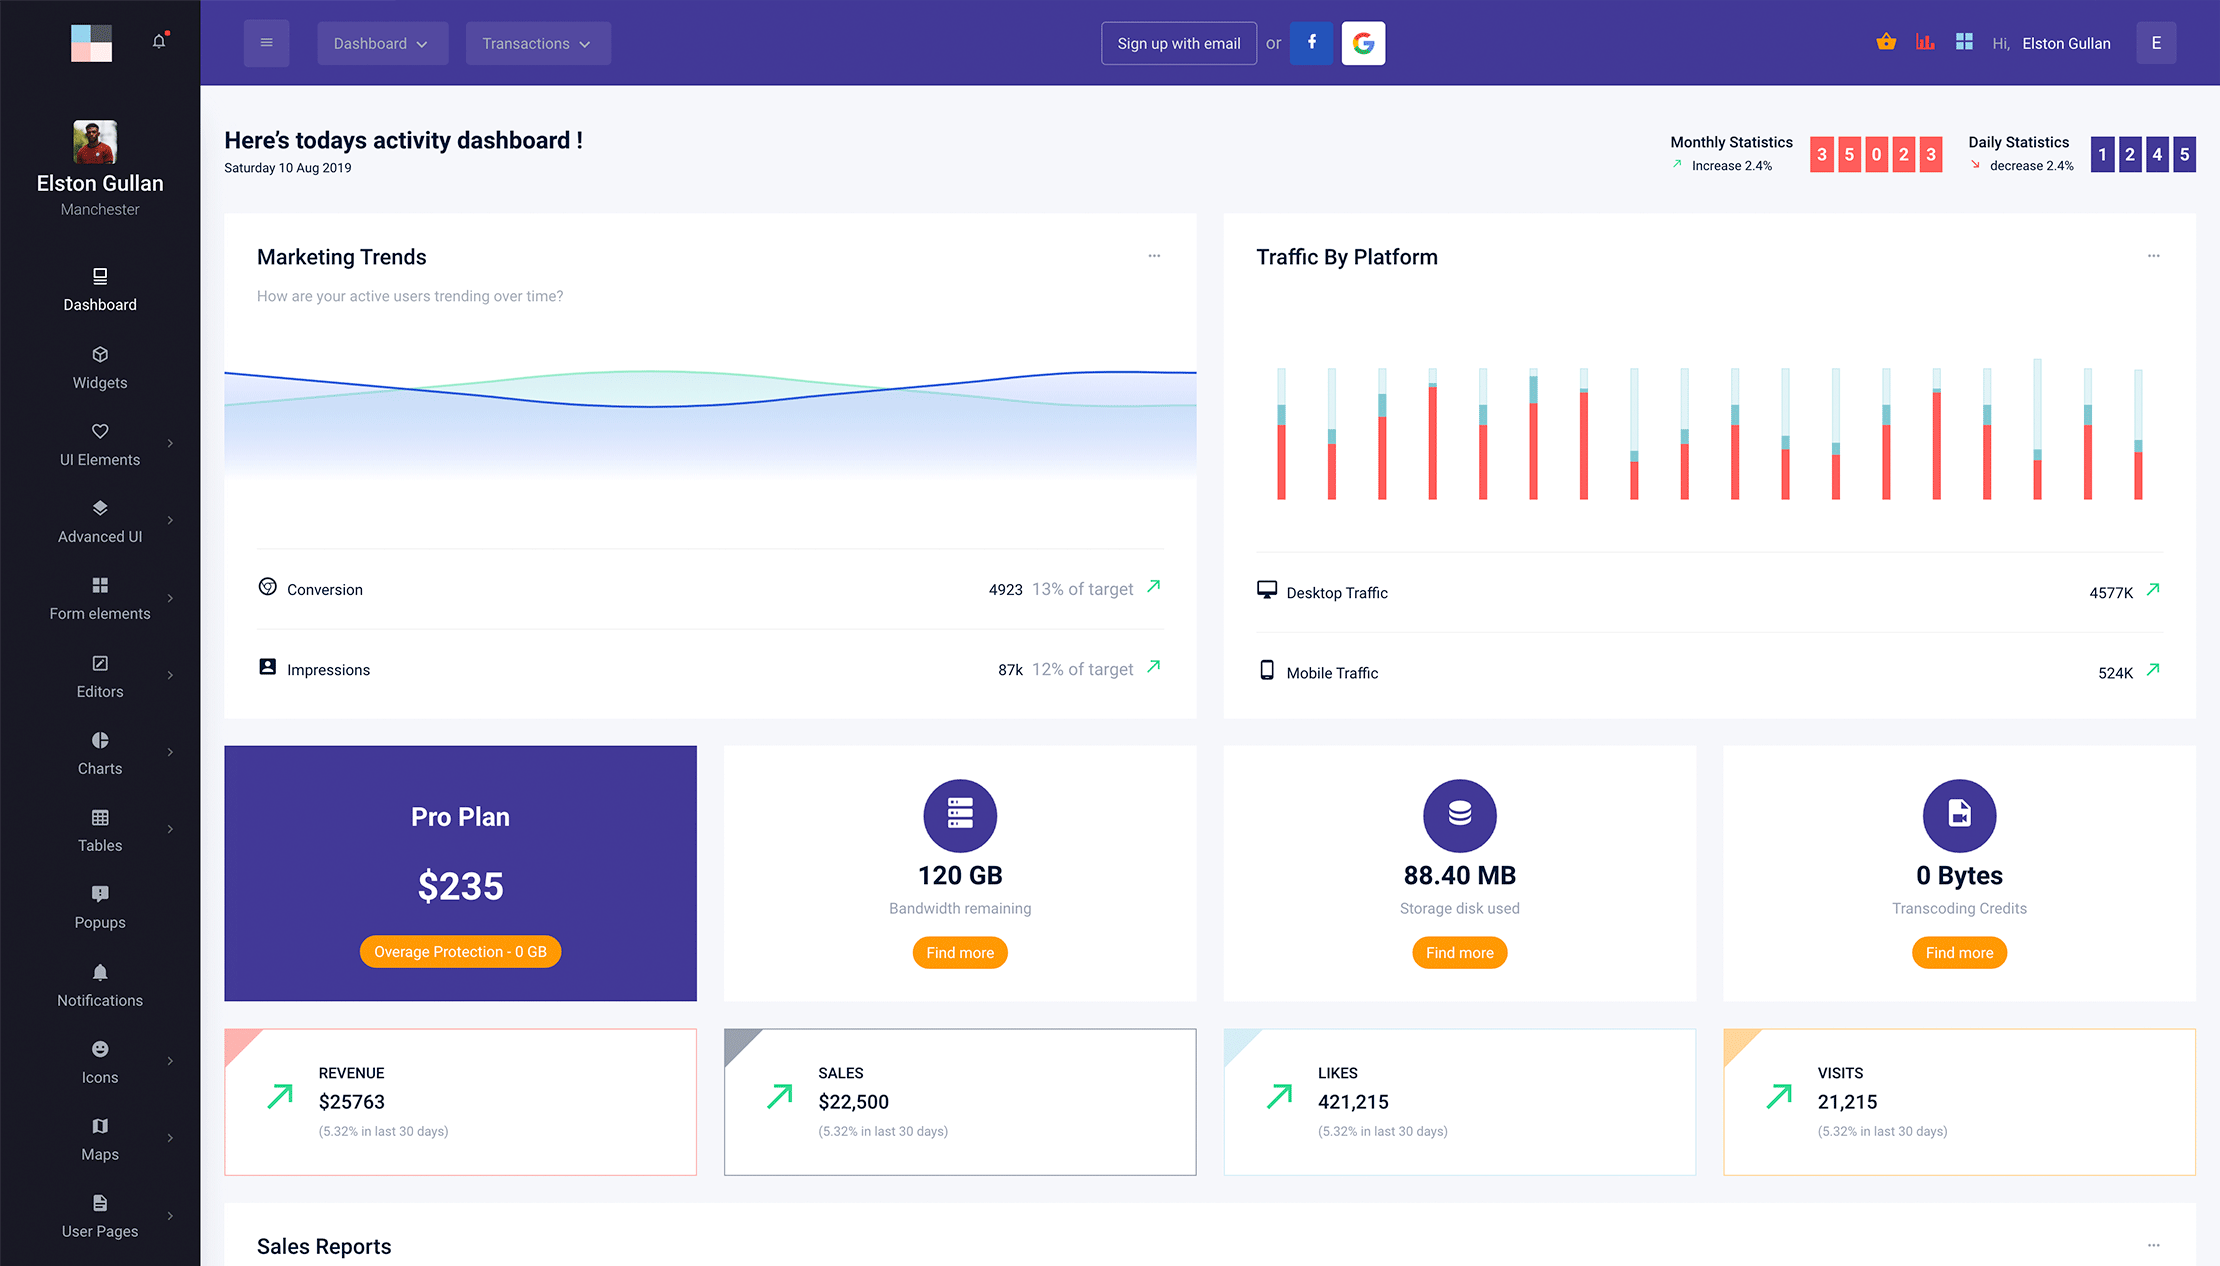 Dashboard
Transactions
Sign up with email
or
f
G
Hi, Elston Gullan
E
Elston Gullan
Manchester
Dashboard
Widgets
UI Elements
Advanced UI
Form elements
Editors
Charts
Tables
Popups
Notifications
Icons
Maps
User Pages
Here’s todays activity dashboard !
Saturday 10 Aug 2019
Monthly Statistics
Increase 2.4%
3 5 0 2 3
Daily Statistics
decrease 2.4%
1 2 4 5
Marketing Trends
How are your active users trending over time?
Conversion
4923 13% of target
Impressions
87k 12% of target
Traffic By Platform
Desktop Traffic
4577K
Mobile Traffic
524K
Pro Plan
$235
Overage Protection - 0 GB
120 GB
Bandwidth remaining
Find more
88.40 MB
Storage disk used
Find more
0 Bytes
Transcoding Credits
Find more
REVENUE
$25763
(5.32% in last 30 days)
SALES
$22,500
(5.32% in last 30 days)
LIKES
421,215
(5.32% in last 30 days)
VISITS
21,215
(5.32% in last 30 days)
Sales Reports